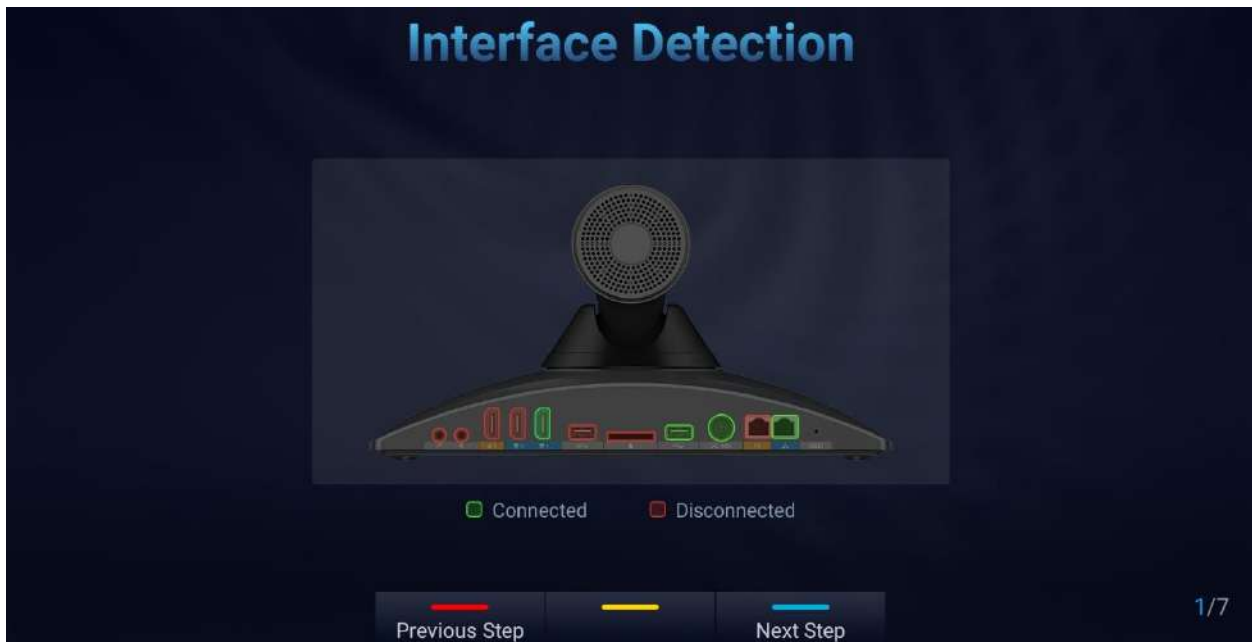 Interface Detection
Connected
Disconnected
Previous Step
Next Step
1/7